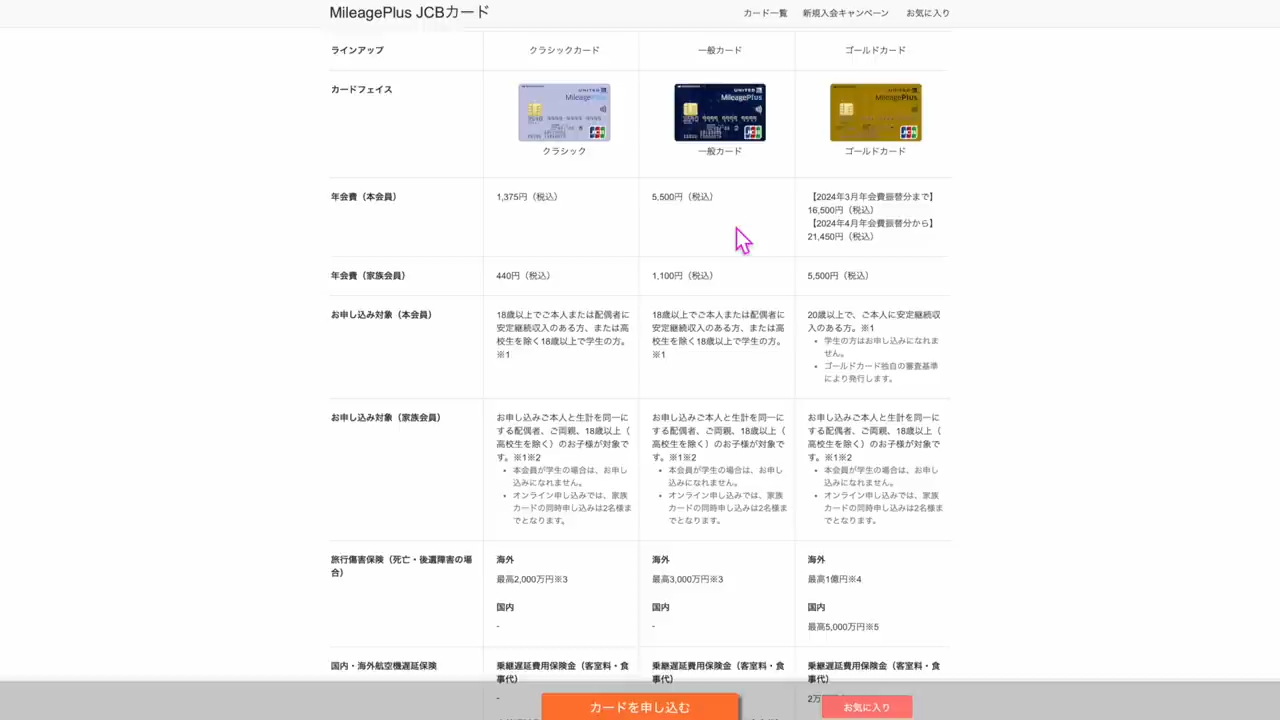 MileagePlus JCBカード
カード一覧 新規入会キャンペーン お気に入り
ラインアップ クラシックカード 一般カード ゴールドカード
カードフェイス
UNITED UNITED UNITED
MileagePlus MileagePlus MileagePlus
JCB JCB JCB
クラシック 一般カード ゴールドカード
年会費(本会員)
1,375円(税込)
5,500円(税込)
【2024年3月年会費振替分まで】
16,500円(税込)
【2024年4月年会費振替分から】
21,450円(税込)
年会費(家族会員) 440円(税込) 1,100円(税込) 5,500円(税込)
お申し込み対象(本会員)
18歳以上でご本人または配偶者に
安定継続収入のある方、または高
校生を除く18歳以上で学生の方。
※1
18歳以上でご本人または配偶者に
安定継続収入のある方、または高
校生を除く18歳以上で学生の方。
※1
20歳以上で、ご本人に安定継続収
入のある方。※1
• 学生の方はお申し込みになれま
せん。
• ゴールドカード独自の審査基準
により発行します。
お申し込み対象(家族会員)
お申し込みご本人と生計を同一に
する配偶者、ご両親、18歳以上(
高校生を除く)のお子様が対象で
す。※1※2
• 本会員が学生の場合は、お申し
込みになれません。
• オンライン申し込みでは、家族
カードの同時申し込みは2名様ま
でとなります。
お申し込みご本人と生計を同一に
する配偶者、ご両親、18歳以上(
高校生を除く)のお子様が対象で
す。※1※2
• 本会員が学生の場合は、お申し
込みになれません。
• オンライン申し込みでは、家族
カードの同時申し込みは2名様ま
でとなります。
お申し込みご本人と生計を同一に
する配偶者、ご両親、18歳以上(
高校生を除く)のお子様が対象で
す。※1※2
• 本会員が学生の場合は、お申し
込みになれません。
• オンライン申し込みでは、家族
カードの同時申し込みは2名様ま
でとなります。
旅行傷害保険(死亡・後遺障害の場
合)
海外
最高2,000万円※3
国内
-
海外
最高3,000万円※3
国内
-
海外
最高1億円※4
国内
最高5,000万円※5
国内・海外航空機遅延保険
乗継遅延費用保険金(客室料・食
事代)
-
乗継遅延費用保険金(客室料・食
事代)
乗継遅延費用保険金(客室料・食
事代)
2万
カードを申し込む
お気に入り